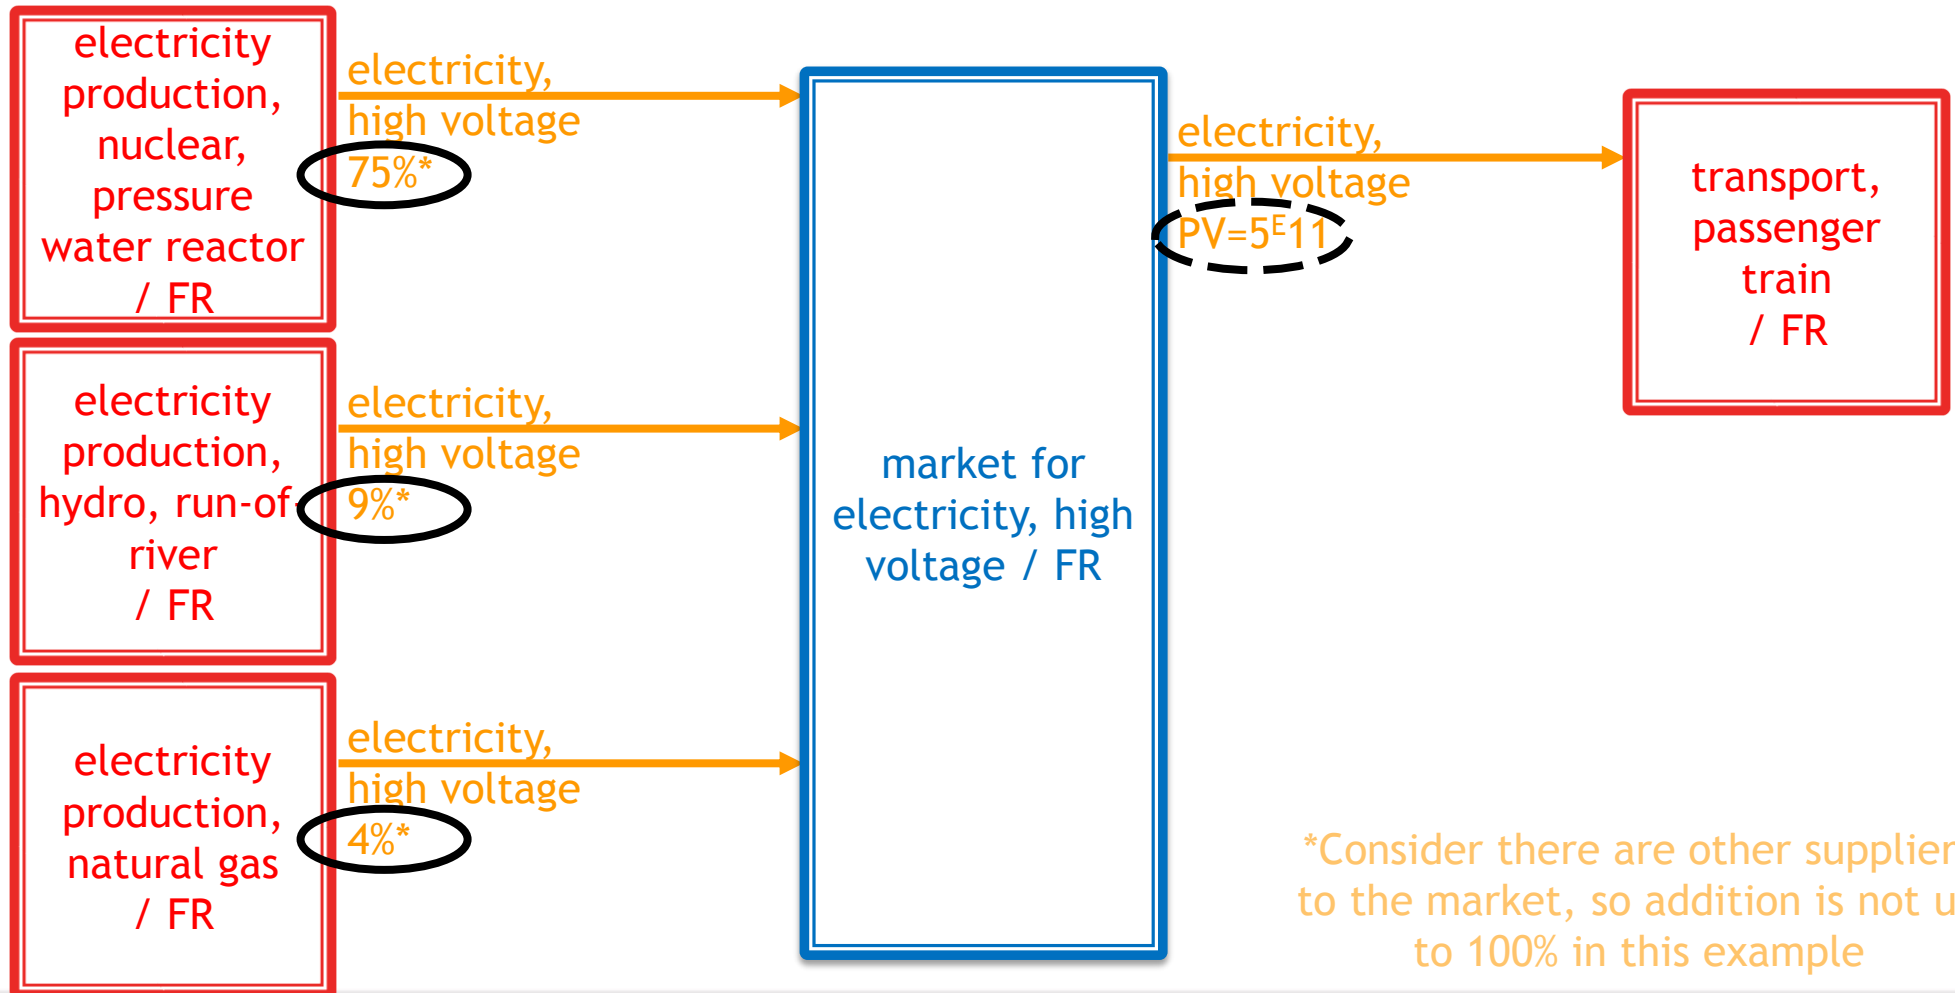 electricity
production,
nuclear,
pressure
water reactor
/ FR
electricity,
high voltage
75%*
electricity
production,
hydro, run-of-
river
/ FR
electricity,
high voltage
9%*
electricity
production,
natural gas
/ FR
electricity,
high voltage
4%*
market for
electricity, high
voltage / FR
electricity,
high voltage
PV=5ᴱ11
transport,
passenger
train
/ FR
*Consider there are other supplier
to the market, so addition is not u
to 100% in this example